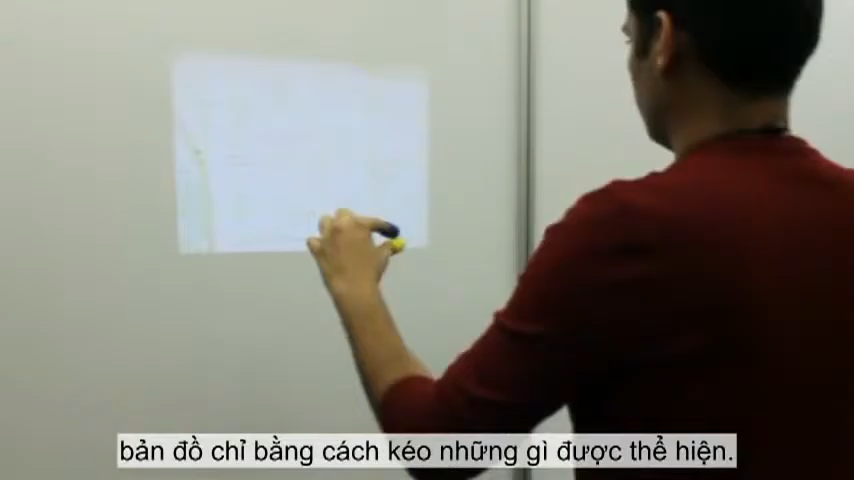 bản đồ chỉ bằng cách kéo những gì được thể hiện.